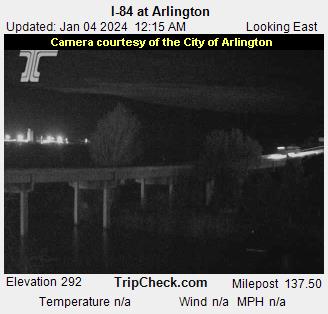 I-84 at Arlington
Updated: Jan 04 2024 12:15 AM Looking East
Camera courtesy of the City of Arlington
Elevation 292 TripCheck.com Milepost 137.50
Temperature n/a Wind n/a MPH n/a